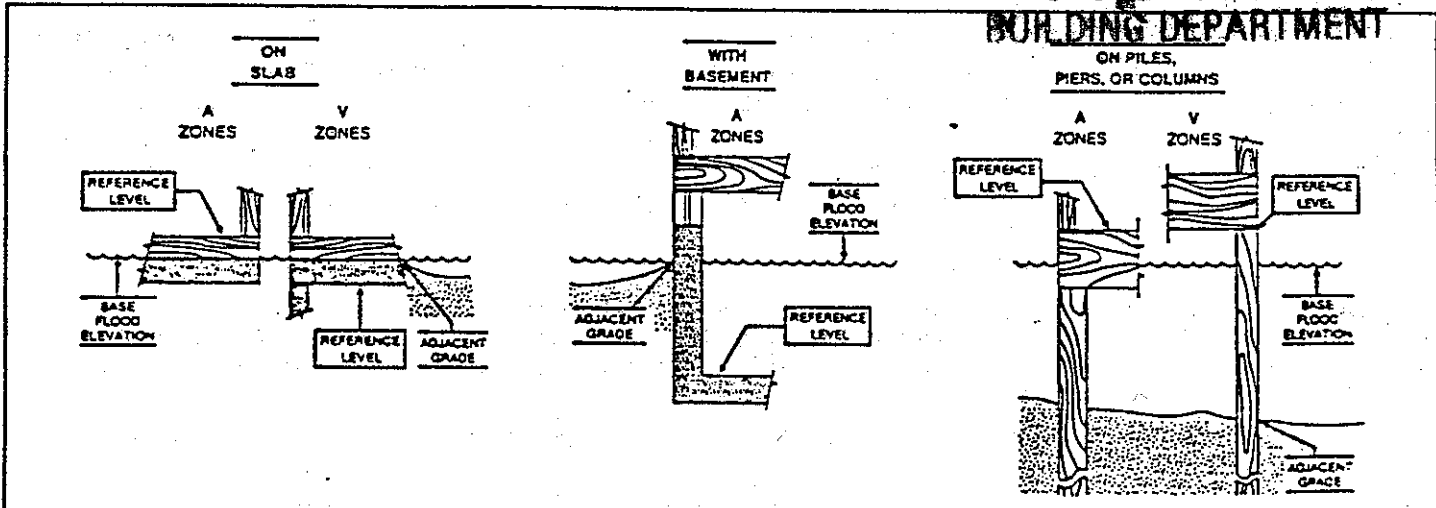 BUILDING DEPARTMENT
ON
SLAB
A
ZONES
V
ZONES
REFERENCE
LEVEL
BASE
FLOOD
ELEVATION
REFERENCE
LEVEL
ADJACENT
GRADE
WITH
BASEMENT
A
ZONES
BASE
FLOOD
ELEVATION
ADJACENT
GRADE
REFERENCE
LEVEL
ON PILES,
PIERS, OR COLUMNS
A
ZONES
V
ZONES
REFERENCE
LEVEL
REFERENCE
LEVEL
BASE
FLOOD
ELEVATION
ADJACENT
GRADE